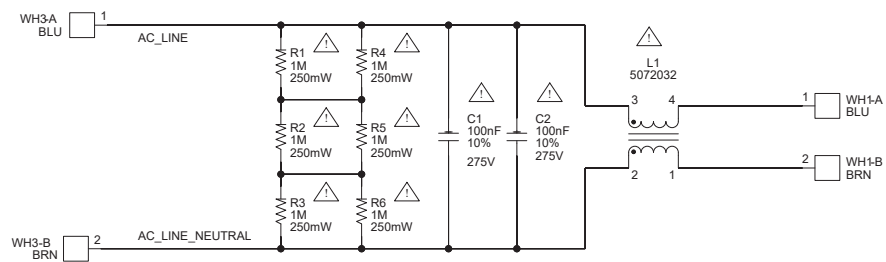 WH3-A
BLU
1
AC_LINE
R1
1M
250mW
!
R4
1M
250mW
!
R2
1M
250mW
!
R5
1M
250mW
!
R3
1M
250mW
!
R6
1M
250mW
!
!
C1
100nF
10%
275V
!
C2
100nF
10%
275V
!
L1
5072032
3
4
2
1
1
WH1-A
BLU
2
WH1-B
BRN
WH3-B
BRN
2
AC_LINE_NEUTRAL